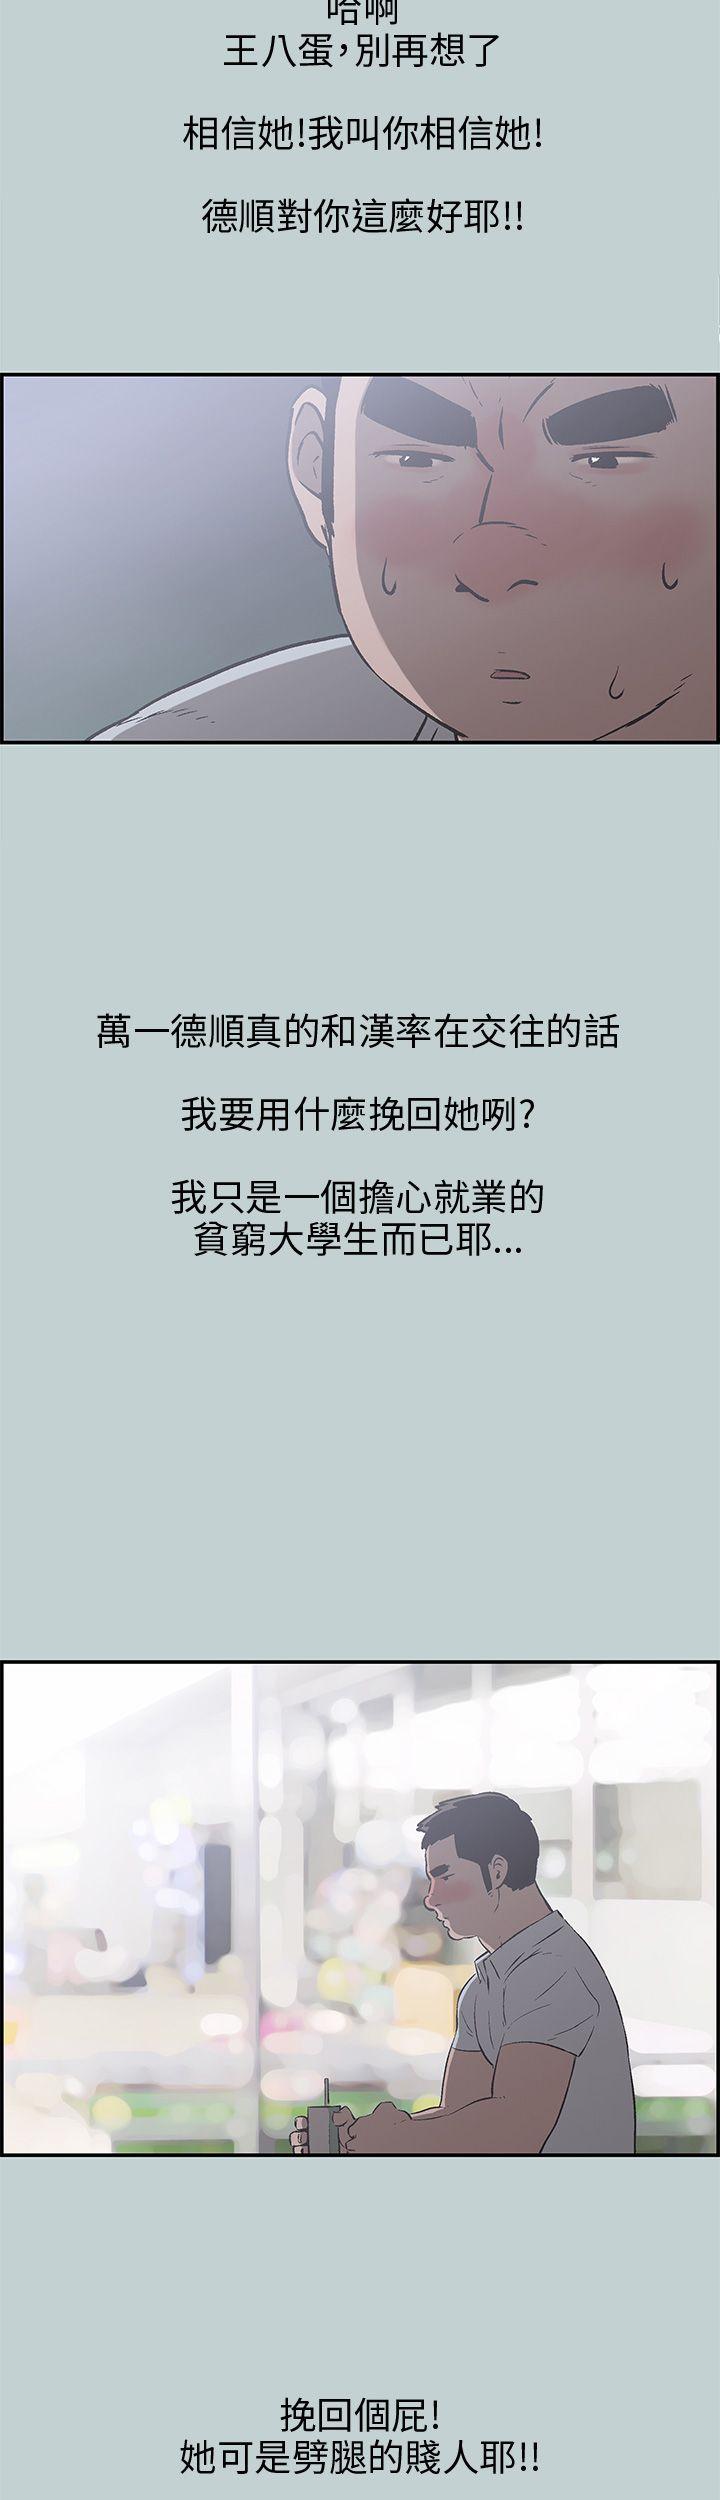 哈啊
王八蛋，別再想了
相信她!我叫你相信她!
德順對你這麼好耶!!
萬一德順真的和漢率在交往的話
我要用什麼挽回她咧?
我只是一個擔心就業的
貧窮大學生而已耶...
挽回個屁!
她可是劈腿的賤人耶!!